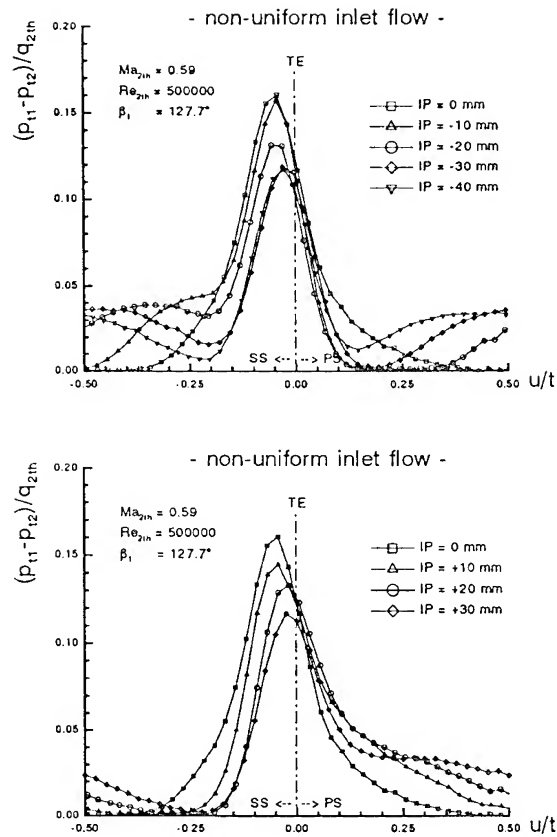 - non-uniform inlet flow -
(p_t1-p_t2)/q_2th
TE
Ma_2th = 0.59
Re_2th = 500000
β_1 = 127.7°
IP = 0 mm
IP = -10 mm
IP = -20 mm
IP = -30 mm
IP = -40 mm
0.20
0.15
0.10
0.05
0.00
SS
PS
-0.50
-0.25
0.00
0.25
0.50
u/t
- non-uniform inlet flow -
(p_t1-p_t2)/q_2th
TE
Ma_2th = 0.59
Re_2th = 500000
β_1 = 127.7°
IP = 0 mm
IP = +10 mm
IP = +20 mm
IP = +30 mm
0.20
0.15
0.10
0.05
0.00
SS
PS
-0.50
-0.25
0.00
0.25
0.50
u/t